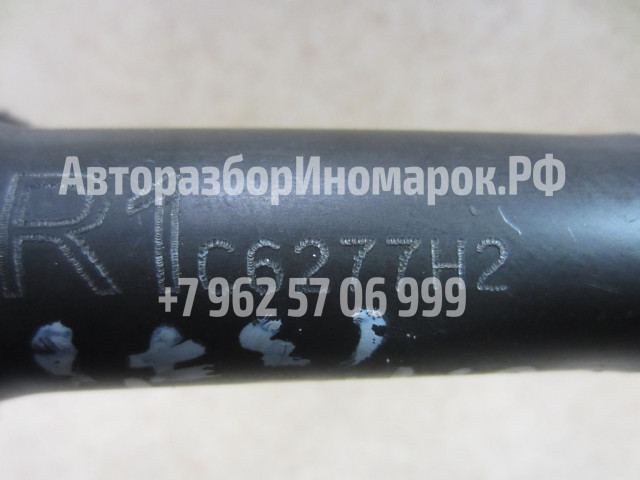 АвторазборИномарок.РФ
R1 C6277H2
+7 962 57 06 999